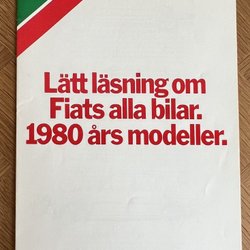 Lätt läsning om
Fiats alla bilar.
1980 års modeller.